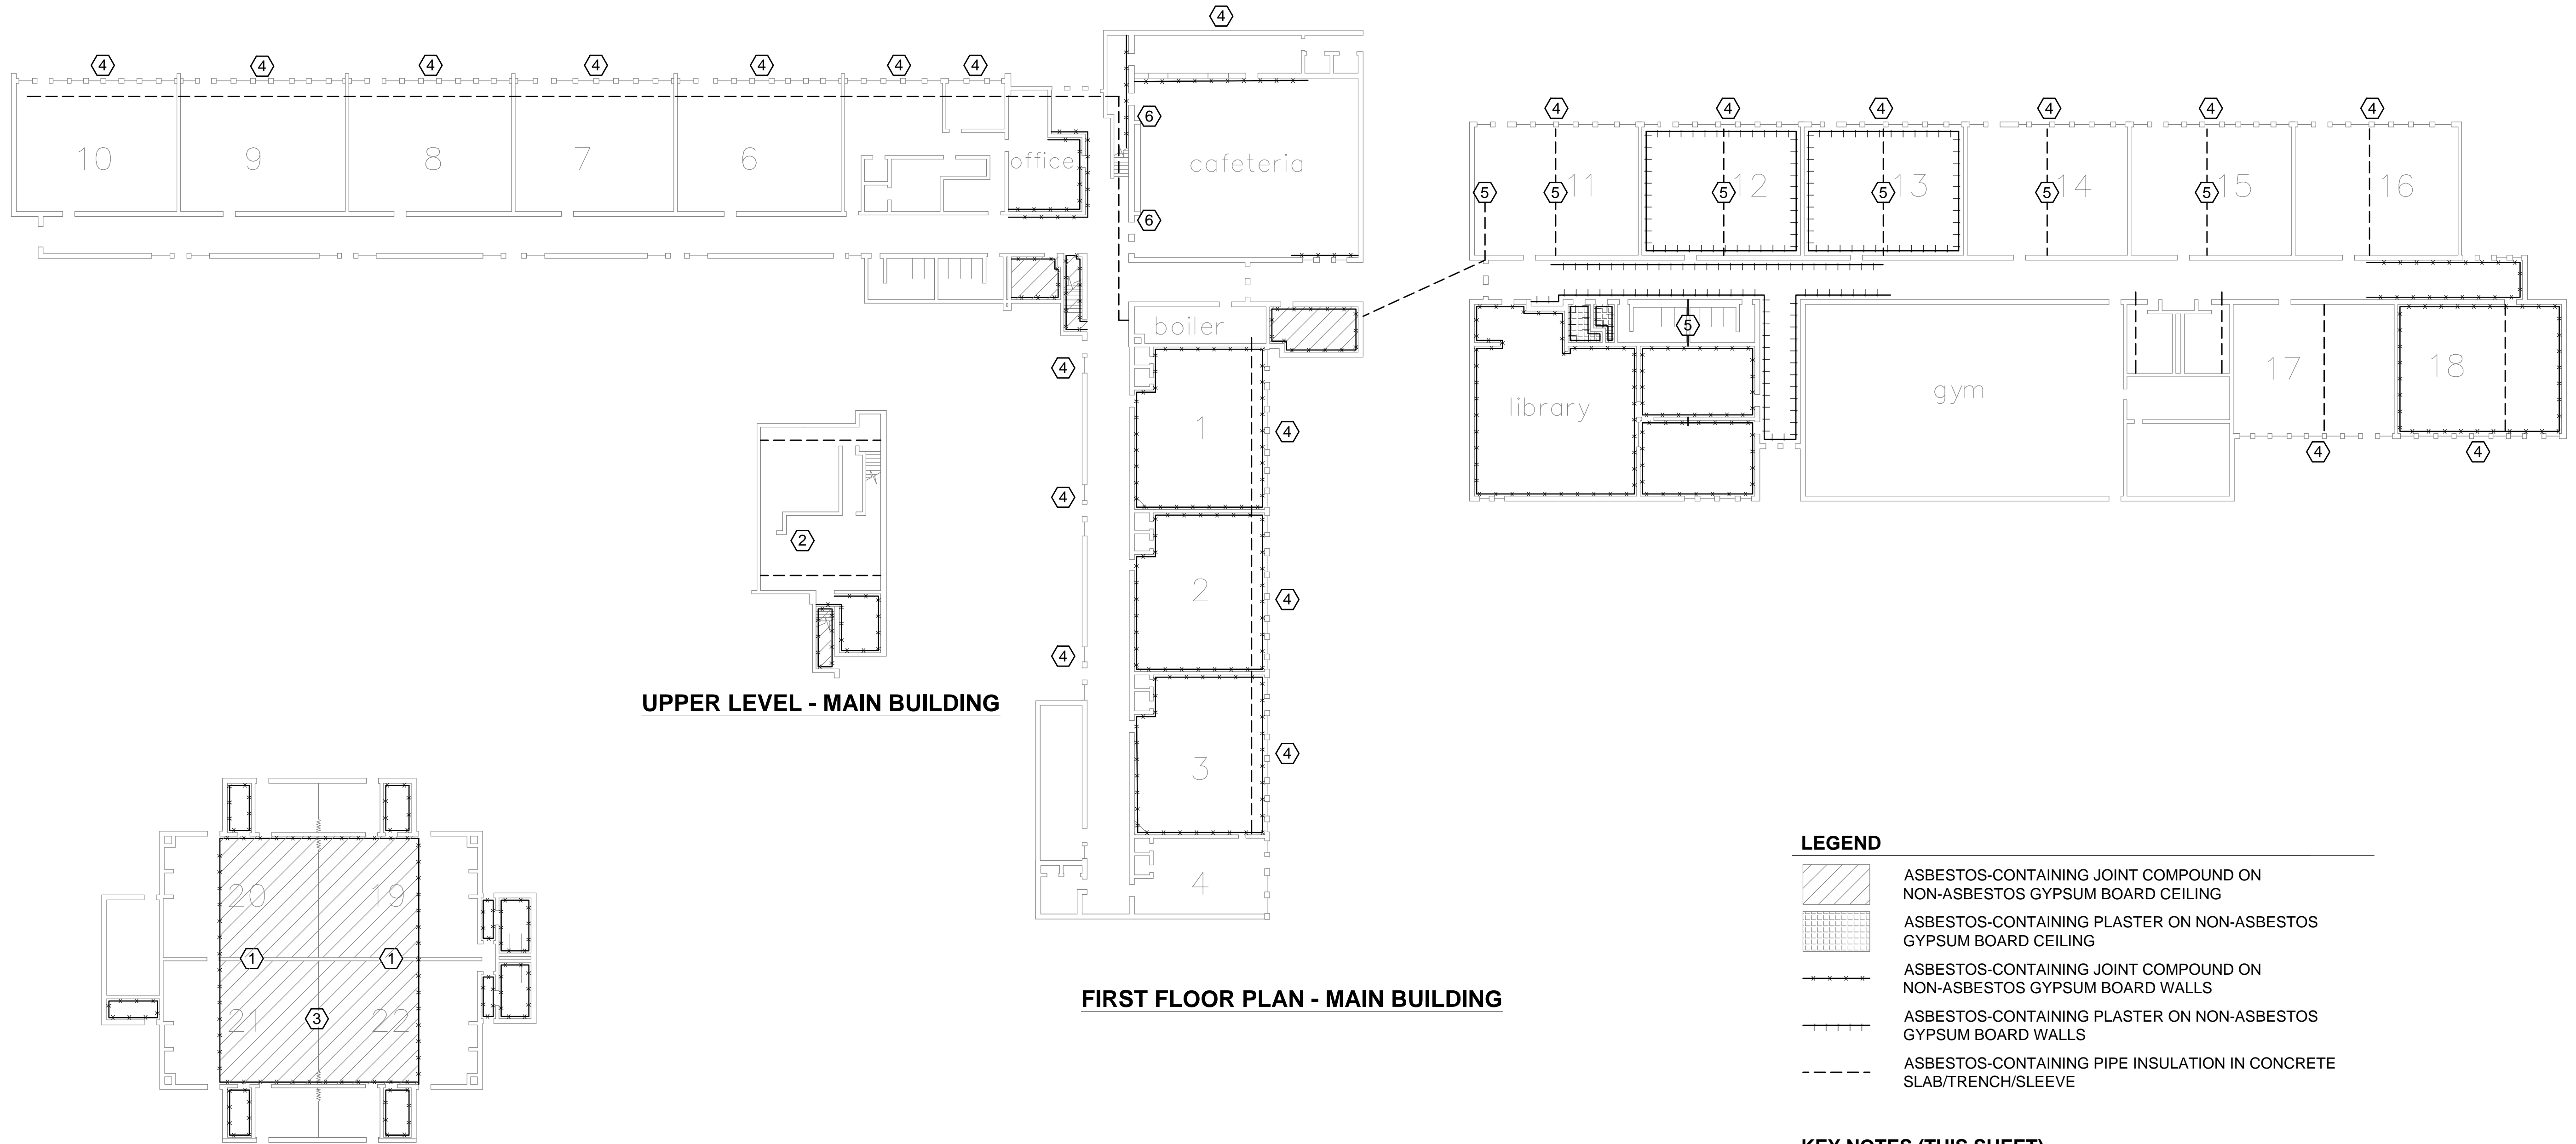 4
4 4 4 4 4 4 4
4 4 4 4 4 4
10 9 8 7 6 office 6 cafeteria
5 5 11 5 12 5 13 5 14 5 15 16
6
boiler 5
4 1 4 library gym 17 18
4 4
4
2 2 4
4
UPPER LEVEL - MAIN BUILDING
3 4
4
20 19
1 1
21 3 22
FIRST FLOOR PLAN - MAIN BUILDING
LEGEND
ASBESTOS-CONTAINING JOINT COMPOUND ON
NON-ASBESTOS GYPSUM BOARD CEILING
ASBESTOS-CONTAINING PLASTER ON NON-ASBESTOS
GYPSUM BOARD CEILING
ASBESTOS-CONTAINING JOINT COMPOUND ON
NON-ASBESTOS GYPSUM BOARD WALLS
ASBESTOS-CONTAINING PLASTER ON NON-ASBESTOS
GYPSUM BOARD WALLS
ASBESTOS-CONTAINING PIPE INSULATION IN CONCRETE
SLAB/TRENCH/SLEEVE
KEY NOTES (THIS SHEET)